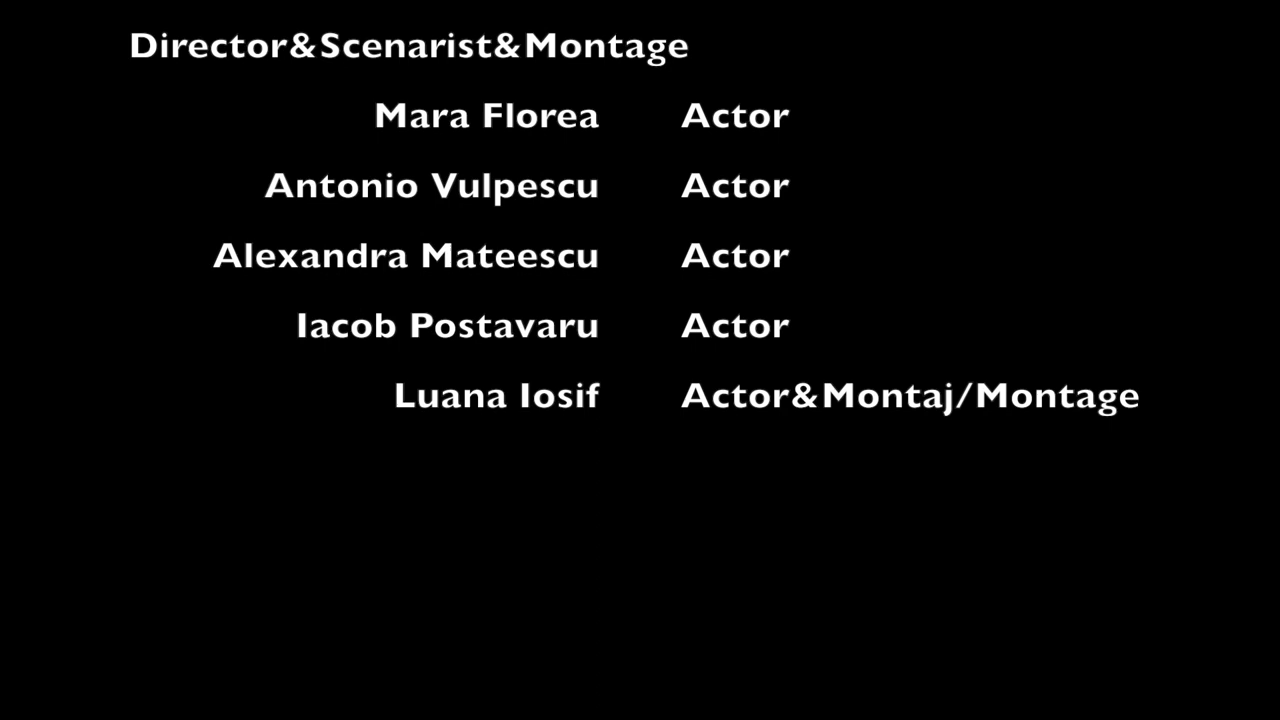 Director&Scenarist&Montage
Mara Florea Actor
Antonio Vulpescu Actor
Alexandra Mateescu Actor
Iacob Postavaru Actor
Luana Iosif Actor&Montaj/Montage